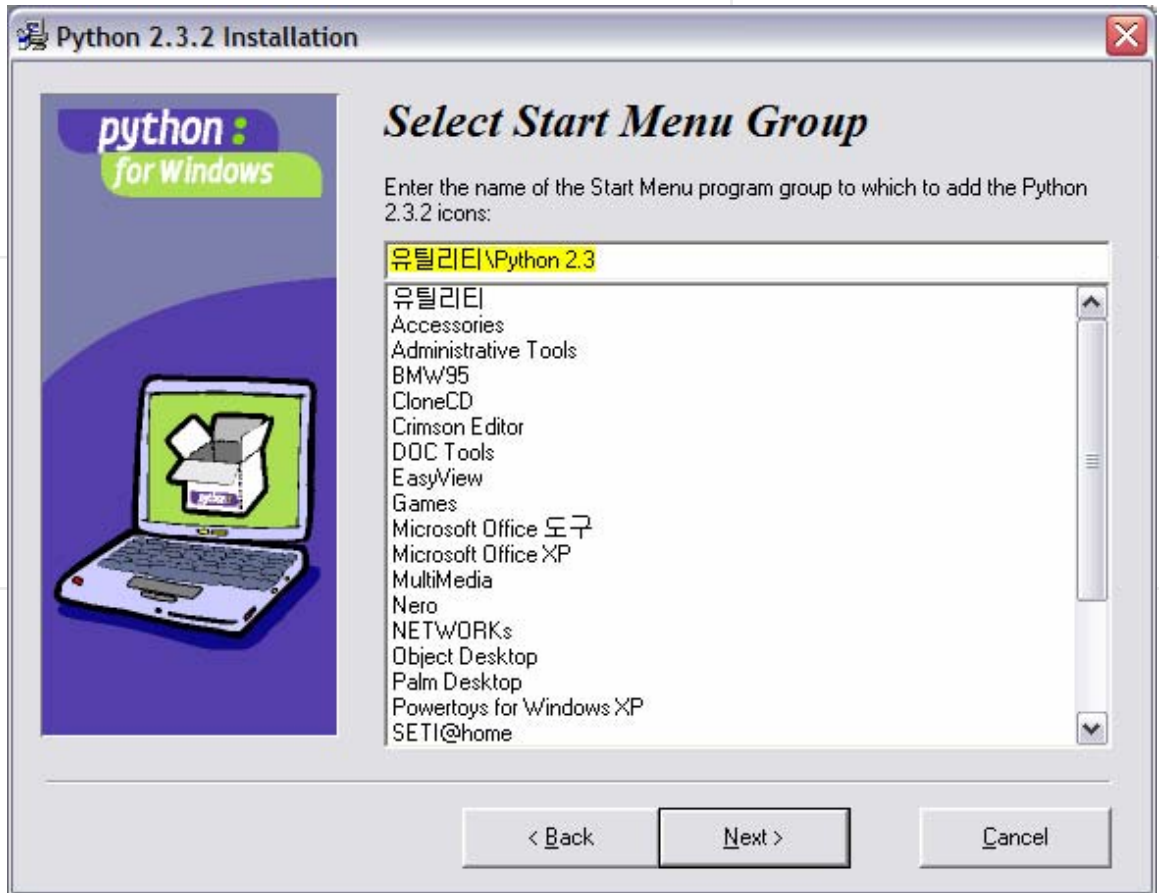 Python 2.3.2 Installation
python:
for Windows
Select Start Menu Group
Enter the name of the Start Menu program group to which to add the Python
2.3.2 icons:
유틸리티\Python 2.3
유틸리티
Accessories
Administrative Tools
BMW95
CloneCD
Crimson Editor
DOC Tools
EasyView
Games
Microsoft Office 도구
Microsoft Office XP
MultiMedia
Nero
NETWORKs
Object Desktop
Palm Desktop
Powertoys for Windows XP
SETI@home
< Back
Next >
Cancel